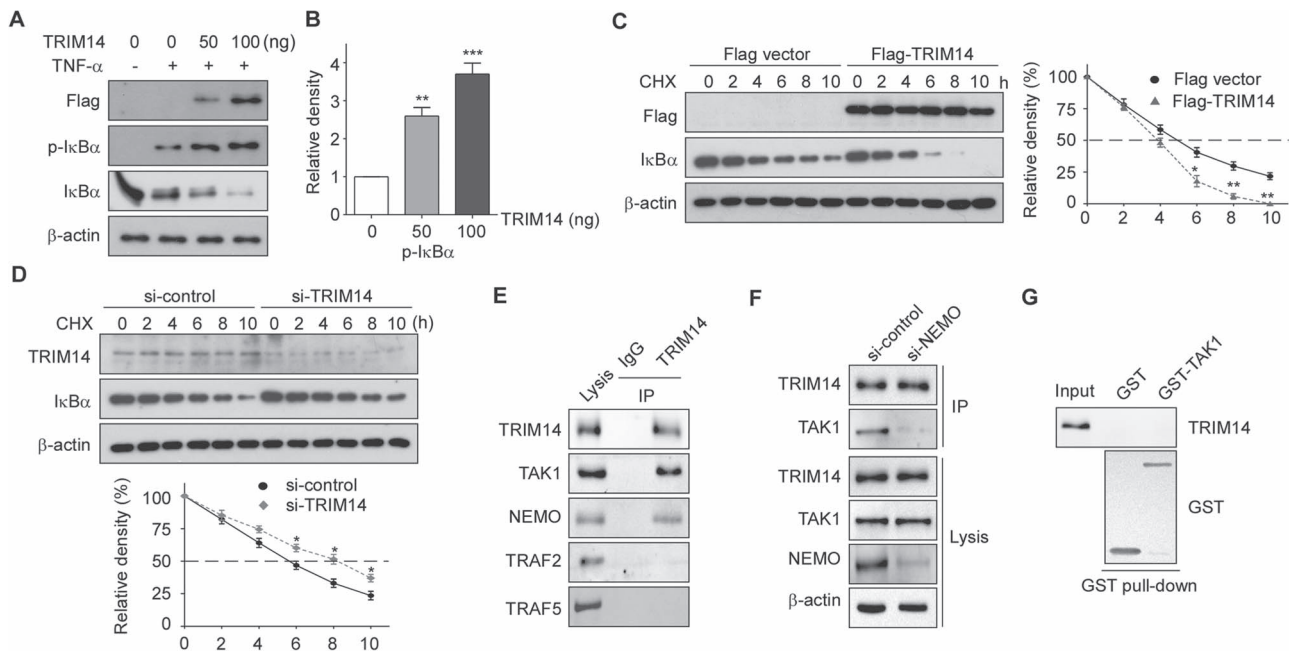 A
TRIM14 0 0 50 100 (ng)
TNF-α - + + +
Flag
p-IκBα
IκBα
β-actin
B
Relative density
4
3
2
1
0
**
***
0 50 100
TRIM14 (ng)
p-IκBα
C
Flag vector Flag-TRIM14
CHX 0 2 4 6 8 10 0 2 4 6 8 10 h
Flag
IκBα
β-actin
Relative density (%)
100
75
50
25
0
Flag vector
Flag-TRIM14
*
**
**
0 2 4 6 8 10
D
si-control si-TRIM14
CHX 0 2 4 6 8 10 0 2 4 6 8 10 (h)
TRIM14
IκBα
β-actin
Relative density (%)
100
75
50
25
0
si-control
si-TRIM14
*
*
*
0 2 4 6 8 10
E
Lysis IgG TRIM14
IP
TRIM14
TAK1
NEMO
TRAF2
TRAF5
F
si-control si-NEMO
TRIM14
TAK1
IP
TRIM14
TAK1
NEMO
β-actin
Lysis
G
Input GST GST-TAK1
TRIM14
GST
GST pull-down